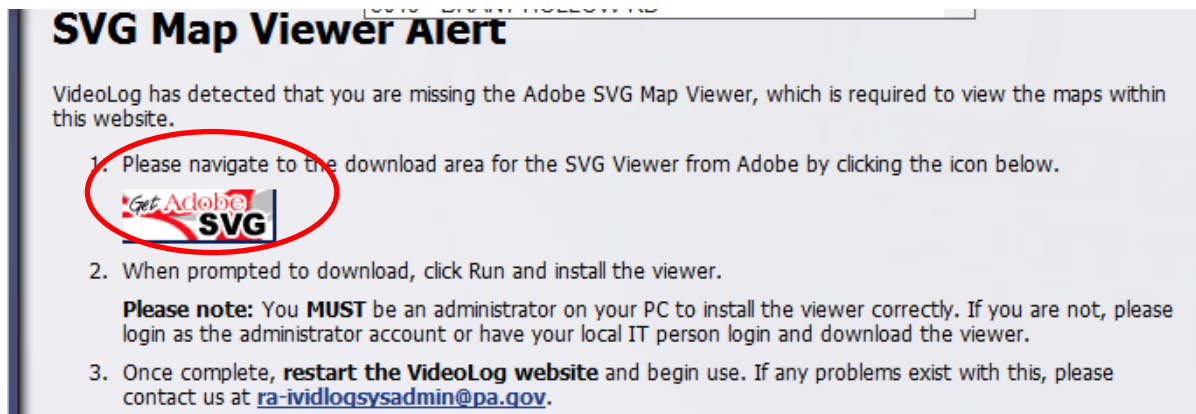 SVG Map Viewer Alert
VideoLog has detected that you are missing the Adobe SVG Map Viewer, which is required to view the maps within
this website.
1. Please navigate to the download area for the SVG Viewer from Adobe by clicking the icon below.
Get Adobe
SVG
2. When prompted to download, click Run and install the viewer.
Please note: You MUST be an administrator on your PC to install the viewer correctly. If you are not, please
login as the administrator account or have your local IT person login and download the viewer.
3. Once complete, restart the VideoLog website and begin use. If any problems exist with this, please
contact us at ra-ividlogsysadmin@pa.gov.